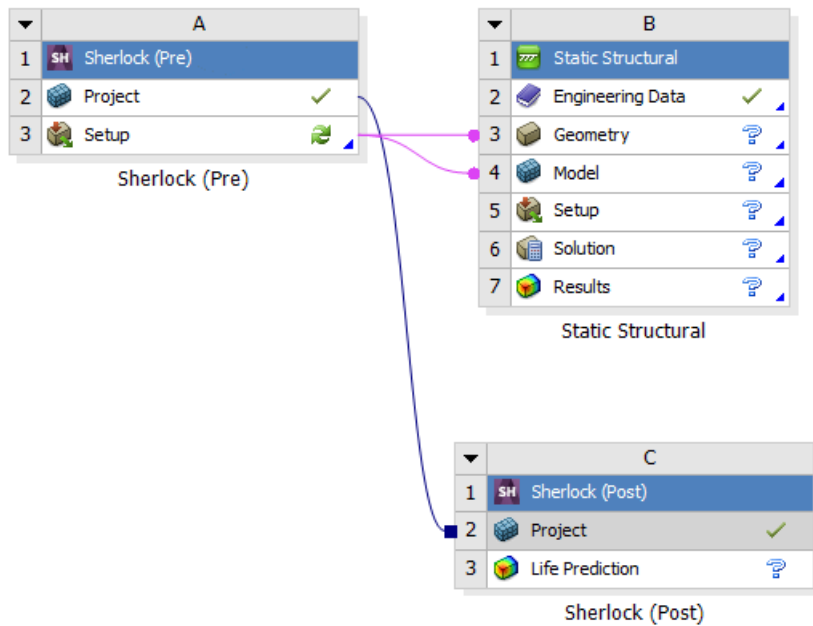 A
1 SH Sherlock (Pre)
2 Project
3 Setup
Sherlock (Pre)
B
1 Static Structural
2 Engineering Data
3 Geometry
4 Model
5 Setup
6 Solution
7 Results
Static Structural
C
1 SH Sherlock (Post)
2 Project
3 Life Prediction
Sherlock (Post)